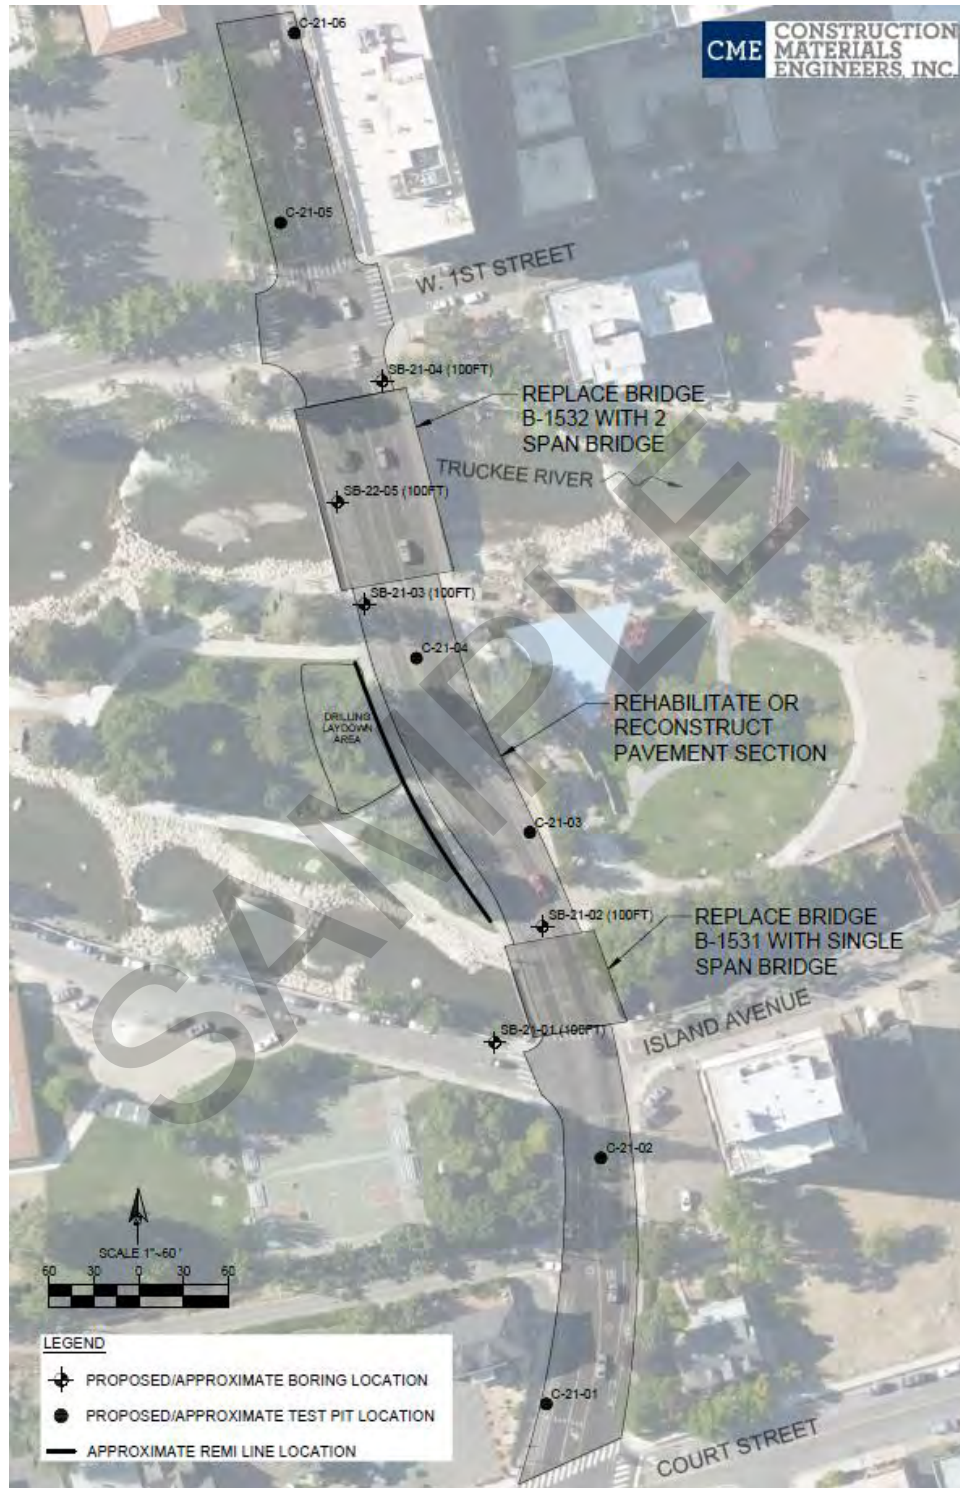 C-21-06
CME CONSTRUCTION
MATERIALS
ENGINEERS, INC.
C-21-05
W. 1ST STREET
SB-21-04 (100FT)
REPLACE BRIDGE
B-1532 WITH 2
SPAN BRIDGE
TRUCKEE RIVER
SB-22-05 (100FT)
SB-21-03 (100FT)
C-21-04
DRILLING
LAYDOWN
AREA
REHABILITATE OR
RECONSTRUCT
PAVEMENT SECTION
SAMPLE
C-21-03
SB-21-02 (100FT)
REPLACE BRIDGE
B-1531 WITH SINGLE
SPAN BRIDGE
SB-21-01 (100FT)
ISLAND AVENUE
C-21-02
SCALE 1"~60'
60 30 0 30 60
LEGEND
PROPOSED/APPROXIMATE BORING LOCATION
PROPOSED/APPROXIMATE TEST PIT LOCATION
APPROXIMATE REMI LINE LOCATION
C-21-01
COURT STREET